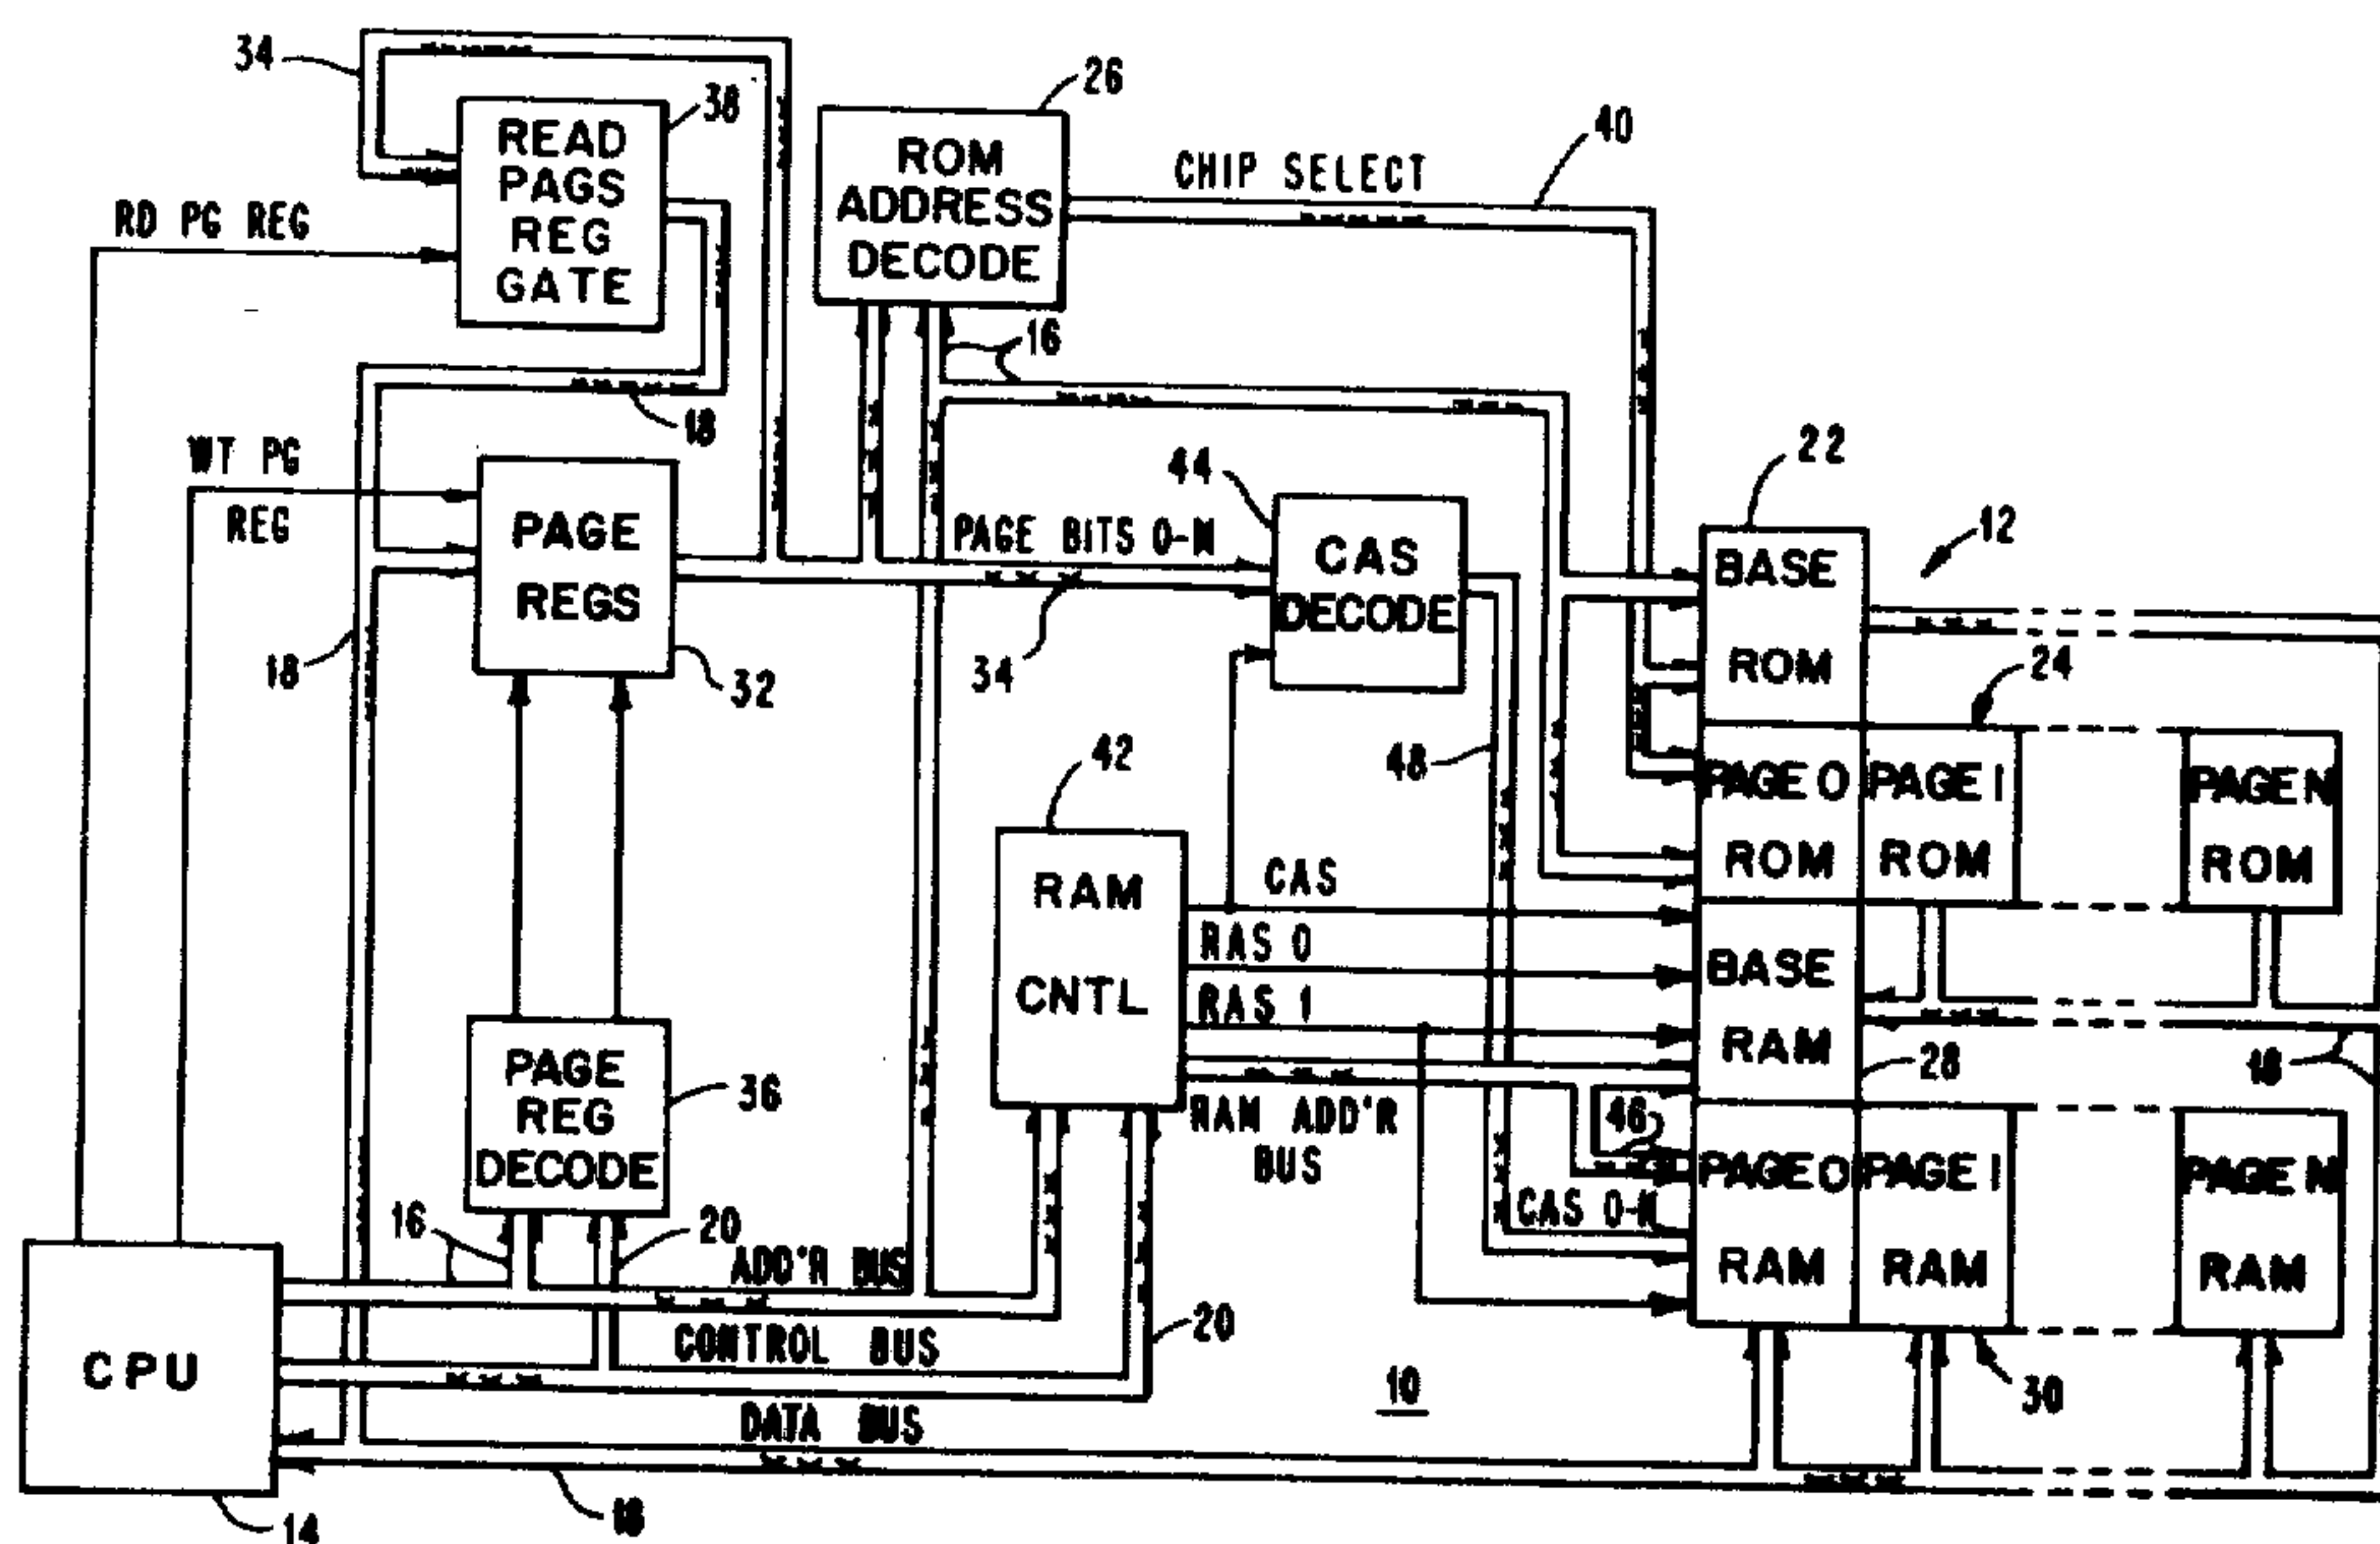 34
38
READ
PAGS
REG
GATE
RD PG REG
18
26
ROM
ADDRESS
DECODE
CHIP SELECT
40
16
WT PG
REG
PAGE
REGS
18
32
PAGE BITS 0-N
34
44
CAS
DECODE
48
22
12
BASE
ROM
24
PAGE 0
ROM
PAGE 1
ROM
PAGE N
ROM
42
RAM
CNTL
CAS
RAS 0
RAS 1
RAM ADD'R
BUS
BASE
RAM
28
18
46
CAS 0-N
PAGE 0
RAM
PAGE 1
RAM
PAGE N
RAM
30
PAGE
REG
DECODE
36
16
20
ADD'R BUS
CONTROL BUS
20
DATA BUS
18
CPU
14
10